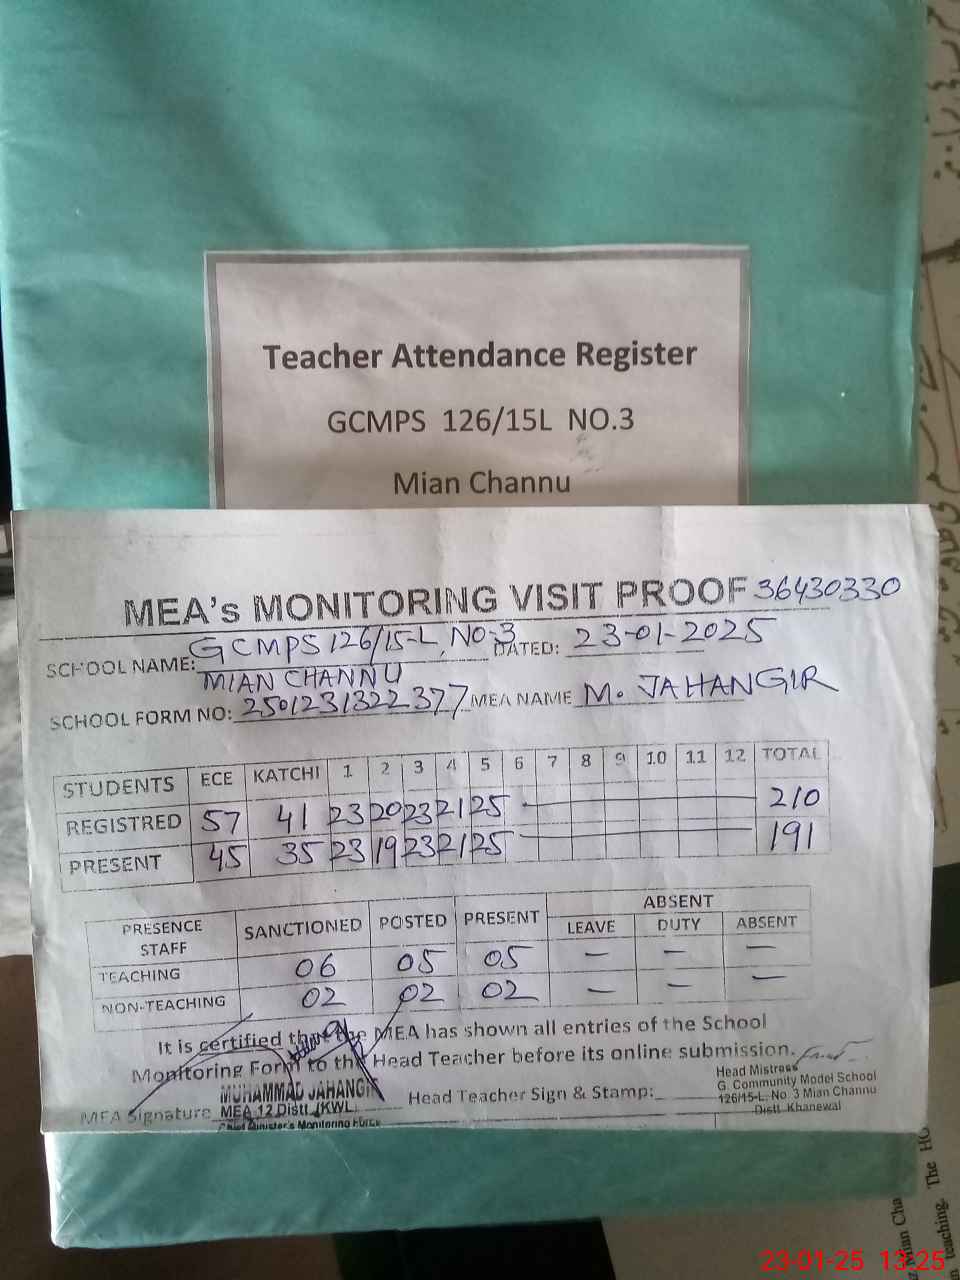 Teacher Attendance Register
GCMPS 126/15L NO.3
Mian Channu
MEA's MONITORING VISIT PROOF 36430330
SCHOOL NAME: GCMPS 126/15-L, NO-3 DATED: 23-01-2025
MIAN CHANNU
SCHOOL FORM NO: 2501231322377 MEA NAME M. JAHANGIR
STUDENTS ECE KATCHI 1 2 3 4 5 6 7 8 9 10 11 12 TOTAL
REGISTRED 57 41 23 20 23 21 25 210
PRESENT 45 35 23 19 23 21 25 191
PRESENCE STAFF SANCTIONED POSTED PRESENT ABSENT
LEAVE DUTY ABSENT
TEACHING 06 05 05 — — —
NON-TEACHING 02 02 02 — — —
It is certified that the MEA has shown all entries of the School
Monitoring Form to the Head Teacher before its online submission.
MEA Signature
MUHAMMAD JAHANGIR
MEA 12 Distt. (KWL)
Chief Minister's Monitoring Force
Head Teacher Sign & Stamp:
Head Mistress
G. Community Model School
126/15-L, No. 3 Mian Channu
Distt. Khanewal
Mian Cha
teaching. The HO
23-01-25 13:25